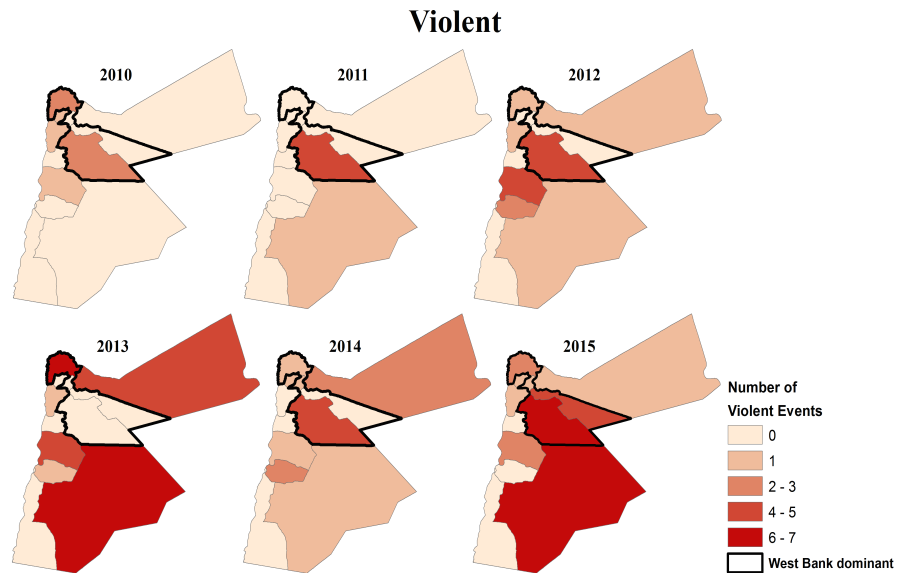 Violent
2010
2011
2012
2013
2014
2015
Number of
Violent Events
0
1
2 - 3
4 - 5
6 - 7
West Bank dominant